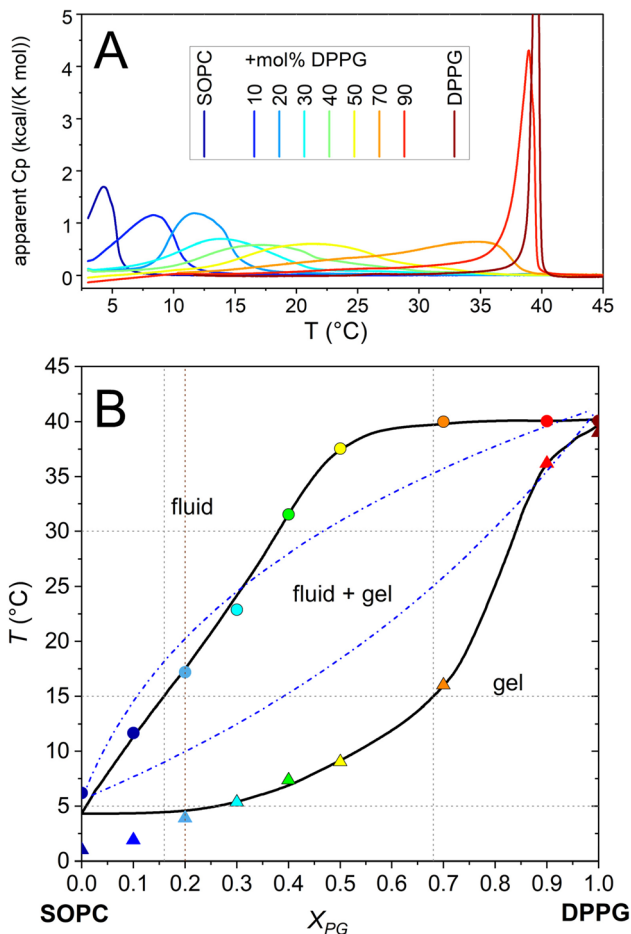 A
+mol% DPPG
SOPC
10
20
30
40
50
70
90
DPPG
apparent Cp (kcal/(K mol))
5
4
3
2
1
0
5 10 15 20 25 30 35 40 45
T (°C)
B
45
40
35
30
25
20
15
10
5
0
T (°C)
fluid
fluid + gel
gel
0.0 0.1 0.2 0.3 0.4 0.5 0.6 0.7 0.8 0.9 1.0
SOPC
X_PG
DPPG